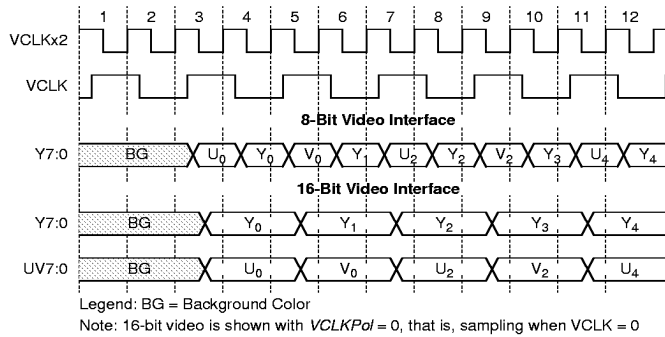 1 2 3 4 5 6 7 8 9 10 11 12
VCLKx2
VCLK
8-Bit Video Interface
Y7:0 BG U0 Y0 V0 Y1 U2 Y2 V2 Y3 U4 Y4
16-Bit Video Interface
Y7:0 BG Y0 Y1 Y2 Y3 Y4
UV7:0 BG U0 V0 U2 V2 U4
Legend: BG = Background Color
Note: 16-bit video is shown with VCLKPol = 0, that is, sampling when VCLK = 0